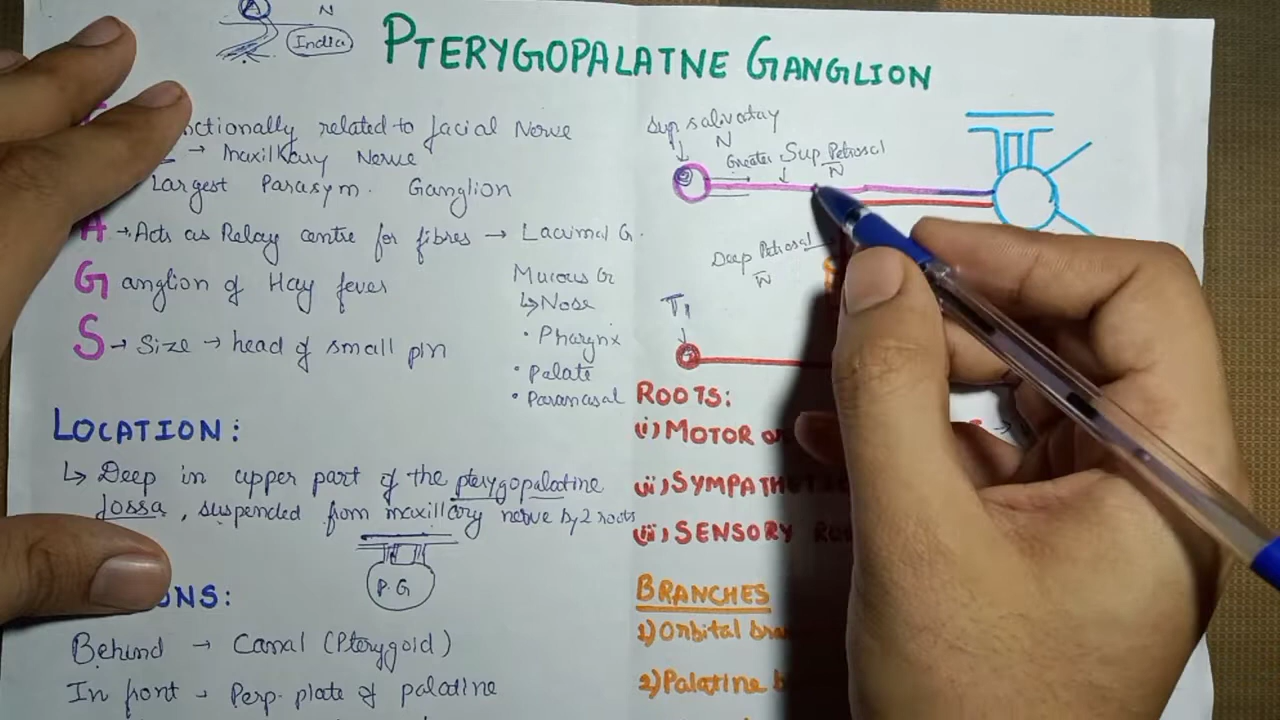 A N
India
PTERYGOPALATNE GANGLION
ctionally related to facial Nerve
→ Maxillary Nerve
Largest Parasym. Ganglion
A → Acts as Relay centre for fibres → Lacrimal G.
Mucous G
↳ Nose
• Pharynx
• Palate
• Paranasal
G anglion of Hay fever
S → Size → head of small pin
LOCATION:
↳ Deep in upper part of the pterygopalatine
fossa, suspended from maxillary nerve by 2 roots
P.G
ONS:
Behind → Canal (Pterygoid)
In front → Perp. plate of palatine
Sup salivatory
N
Greater Sup Petrosal
N
Deep Petrosal
N
T1
ROOTS:
(i) MOTOR
(ii) SYMPATHET
(iii) SENSORY
BRANCHES
1) Orbital bra
2) Palatine b